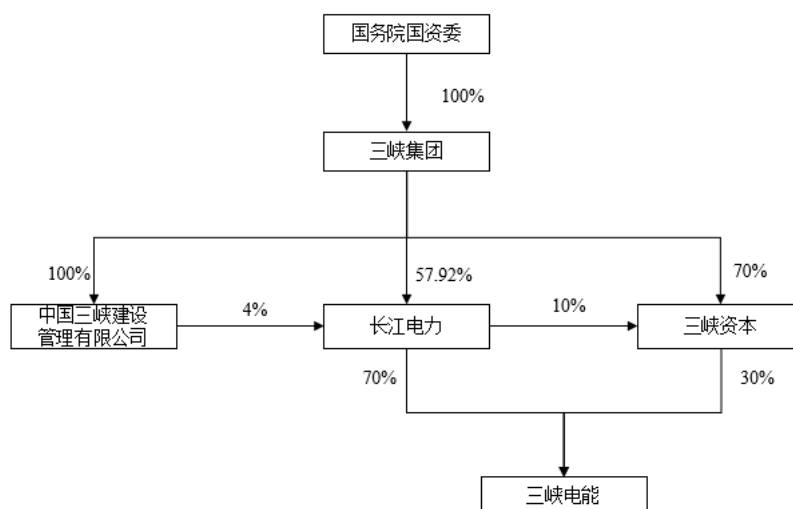 国务院国资委
100%
三峡集团
100%
57.92%
70%
中国三峡建设
管理有限公司
4%
长江电力
10%
三峡资本
70%
30%
三峡电能